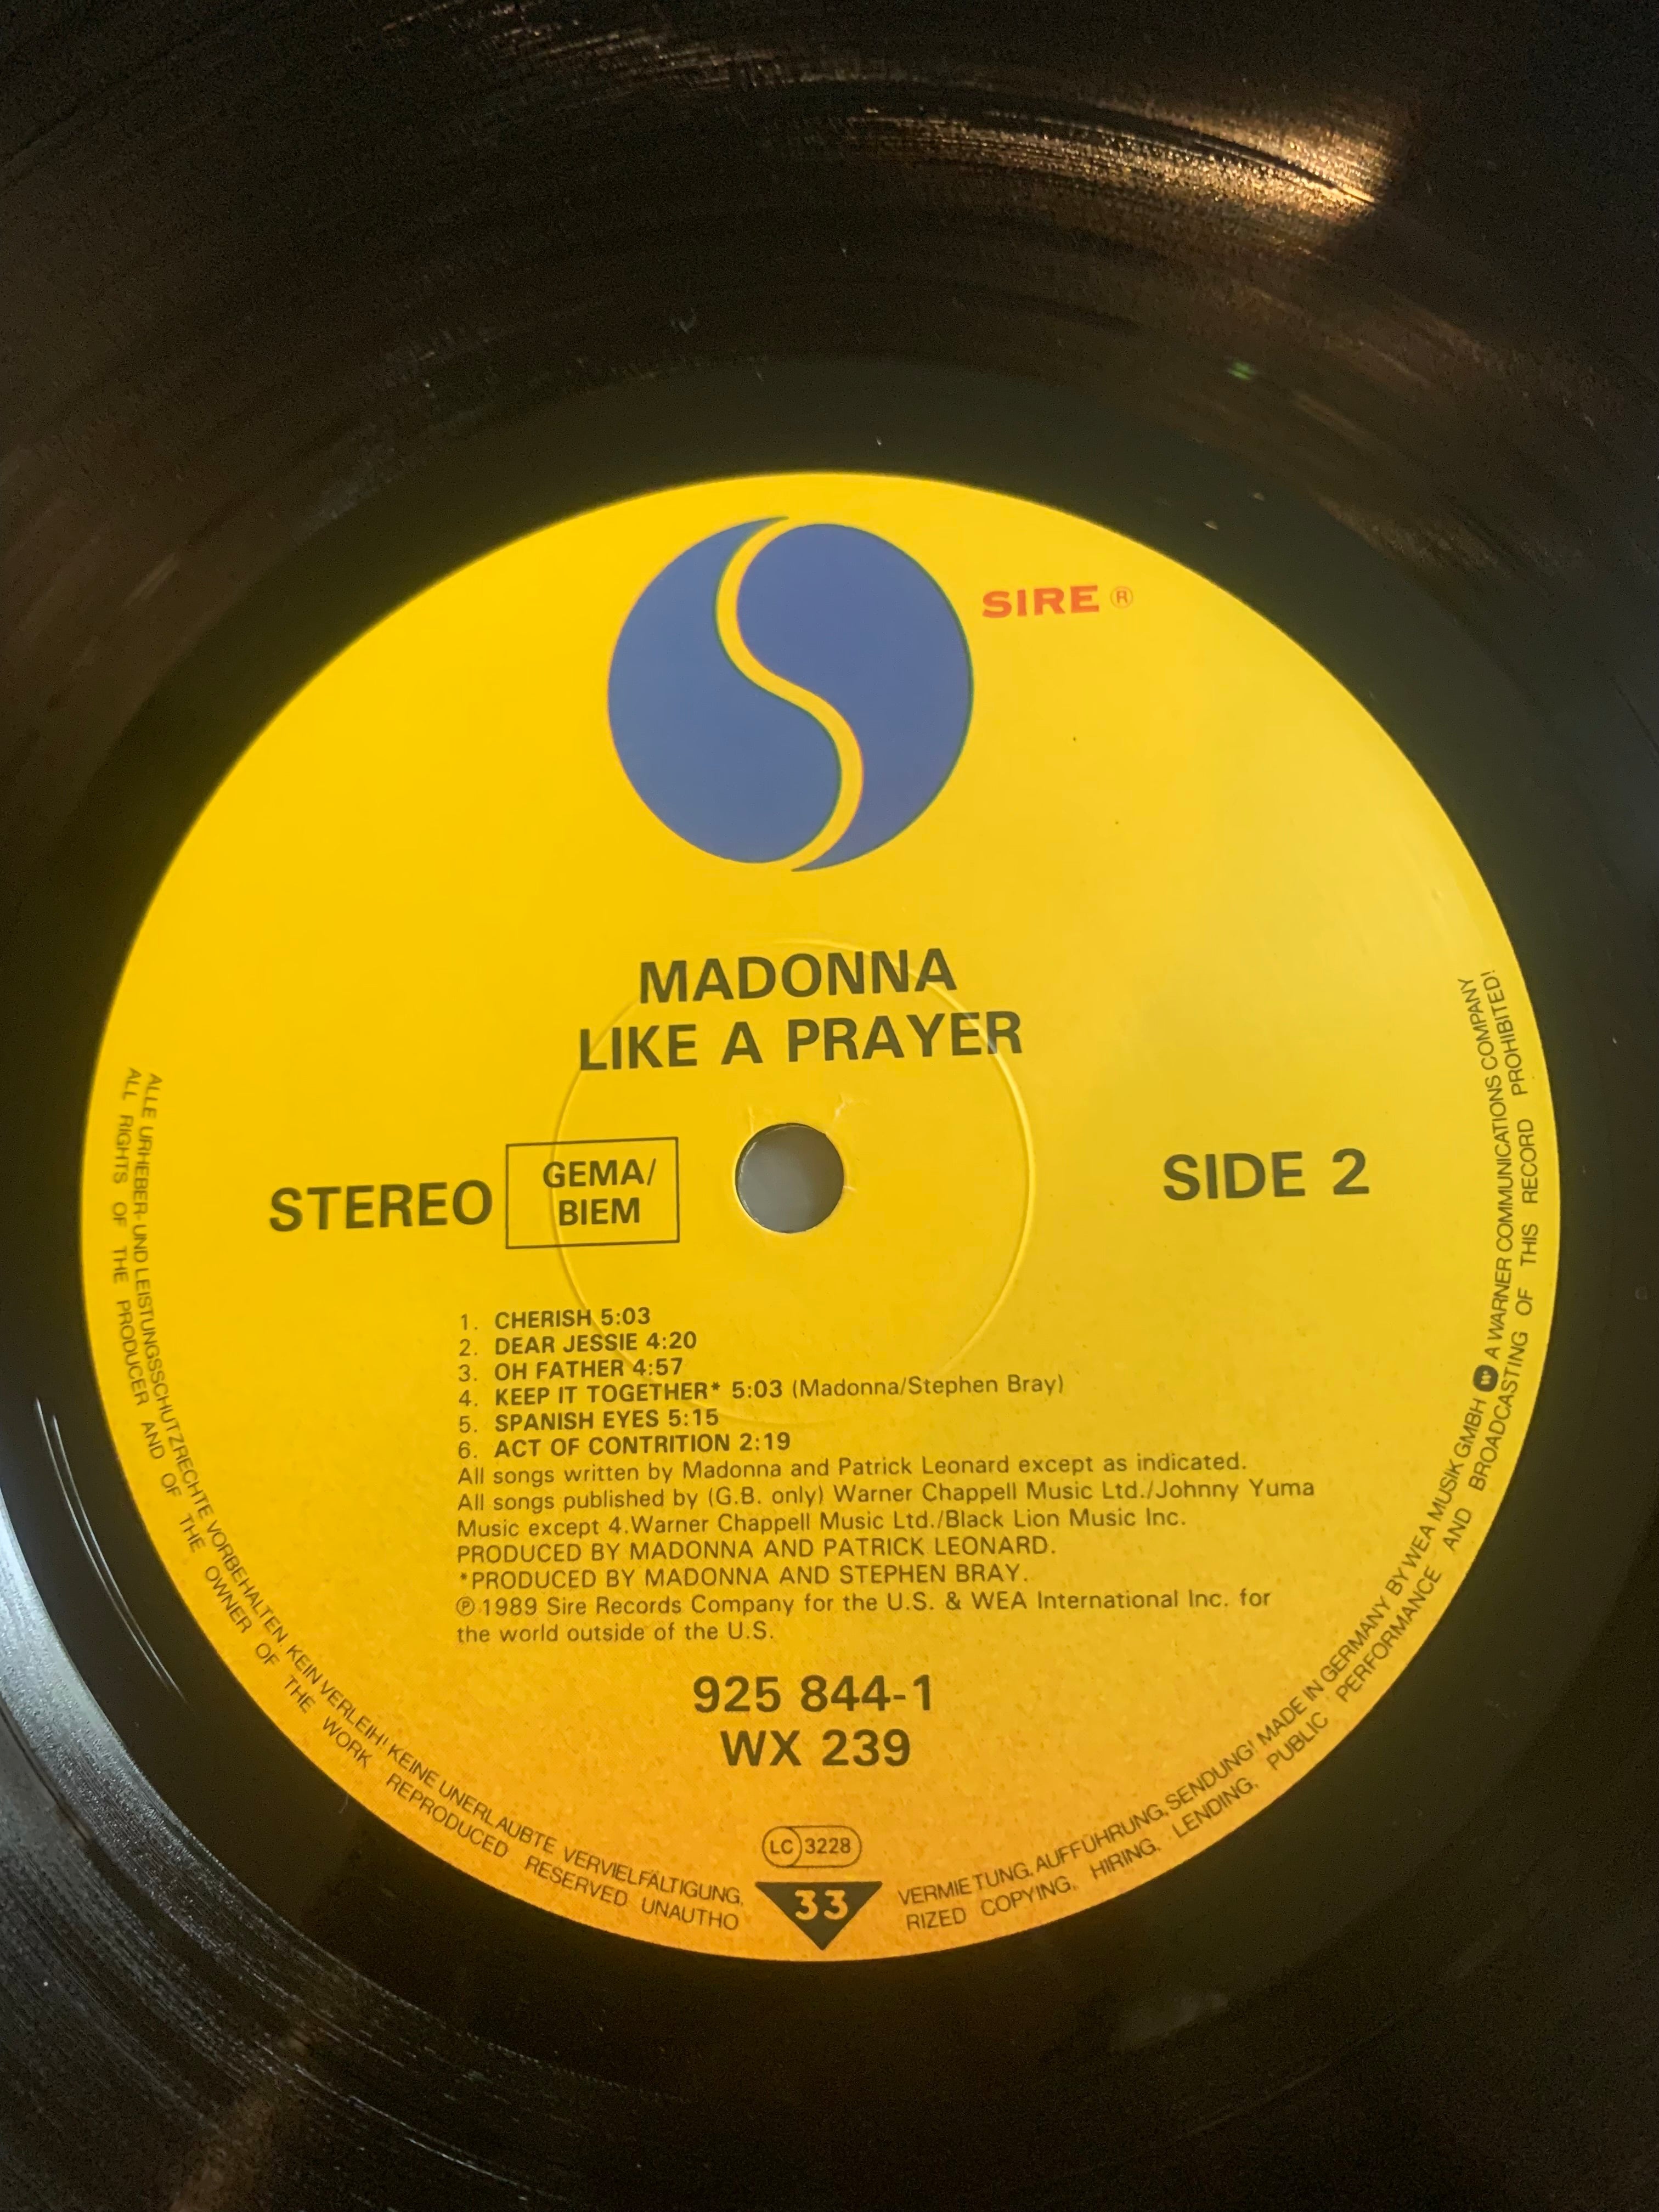 SIRE ®
MADONNA
LIKE A PRAYER
STEREO
GEMA/
BIEM
SIDE 2
1. CHERISH 5:03
2. DEAR JESSIE 4:20
3. OH FATHER 4:57
4. KEEP IT TOGETHER* 5:03 (Madonna/Stephen Bray)
5. SPANISH EYES 5:15
6. ACT OF CONTRITION 2:19
All songs written by Madonna and Patrick Leonard except as indicated.
All songs published by (G.B. only) Warner Chappell Music Ltd./Johnny Yuma
Music except 4.Warner Chappell Music Ltd./Black Lion Music Inc.
PRODUCED BY MADONNA AND PATRICK LEONARD.
*PRODUCED BY MADONNA AND STEPHEN BRAY.
℗ 1989 Sire Records Company for the U.S. & WEA International Inc. for
the world outside of the U.S.
925 844-1
WX 239
LC 3228
33
ALLE URHEBER- UND LEISTUNGSSCHUTZRECHTE VORBEHALTEN. KEIN VERLEIH! KEINE UNERLAUBTE VERVIELFÄLTIGUNG, VERMIETUNG, AUFFÜHRUNG, SENDUNG! MADE IN GERMANY BY WEA MUSIK GMBH A WARNER COMMUNICATIONS COMPANY
ALL RIGHTS OF THE PRODUCER AND OF THE OWNER OF THE WORK REPRODUCED RESERVED UNAUTHO RIZED COPYING, HIRING, LENDING, PUBLIC PERFORMANCE AND BROADCASTING OF THIS RECORD PROHIBITED!